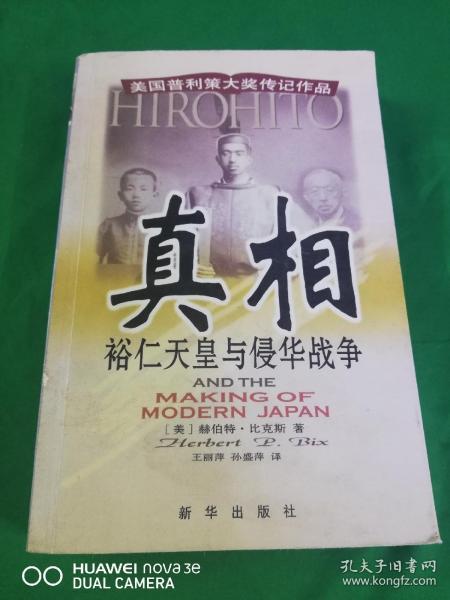 美国普利策大奖传记作品
HIROHITO
真相
裕仁天皇与侵华战争
AND THE
MAKING OF
MODERN JAPAN
[美]赫伯特·比克斯 著
Herbert P. Bix
王丽萍 孙盛萍 译
新华出版社
HUAWEI nova 3e
DUAL CAMERA
孔夫子旧书网
www.kongfz.com